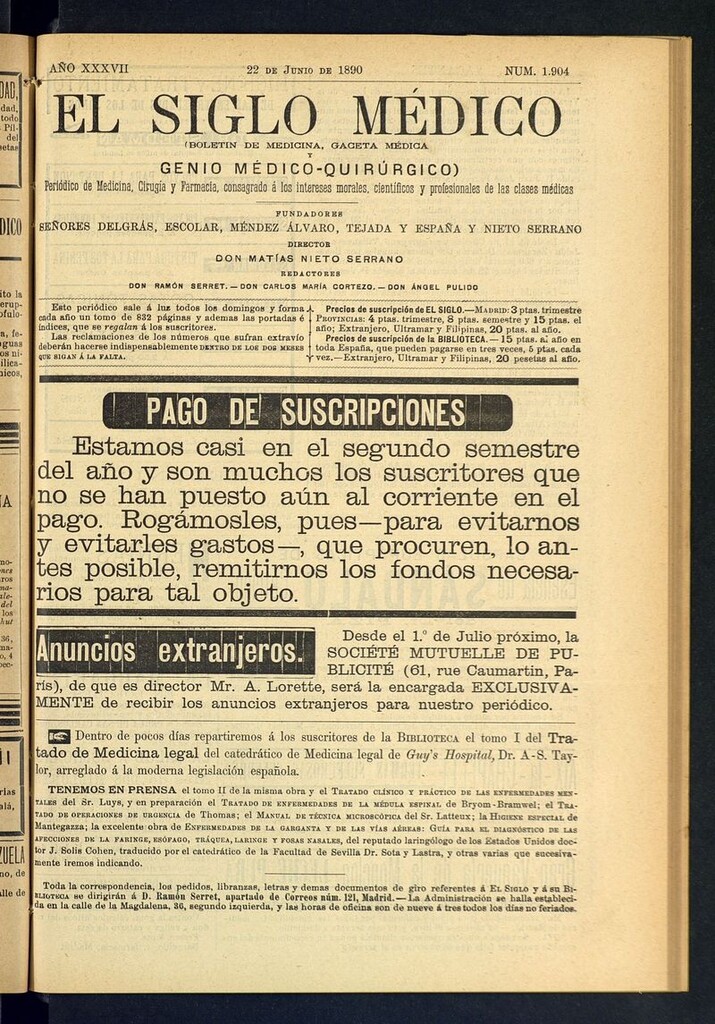 AÑO XXXVII 22 DE JUNIO DE 1890 NUM. 1.904
EL SIGLO MÉDICO
(BOLETIN DE MEDICINA, GACETA MÉDICA
Y
GENIO MÉDICO-QUIRÚRGICO)
Periódico de Medicina, Cirugía y Farmacia, consagrado á los intereses morales, científicos y profesionales de las clases médicas
FUNDADORES
SEÑORES DELGRÁS, ESCOLAR, MÉNDEZ ÁLVARO, TEJADA Y ESPAÑA Y NIETO SERRANO
DIRECTOR
DON MATÍAS NIETO SERRANO
REDACTORES
DON RAMÓN SERRET.—DON CARLOS MARÍA CORTEZO.—DON ÁNGEL PULIDO
Este periódico sale á luz todos los domingos y forma
cada año un tomo de 832 páginas y ademas las portadas é
índices, que se regalan á los suscritores.
Las reclamaciones de los números que sufran extravío
deberán hacerse indispensablemente DENTRO DE LOS DOS MESES
QUE SIGAN Á LA FALTA.
Precios de suscripción de EL SIGLO.—MADRID: 3 ptas. trimestre
PROVINCIAS: 4 ptas. trimestre, 8 ptas. semestre y 15 ptas. el
año; Extranjero, Ultramar y Filipinas, 20 ptas. al año.
Precios de suscripción de la BIBLIOTECA.— 15 ptas. al año en
toda España, que pueden pagarse en tres veces, 5 ptas. cada
vez.—Extranjero, Ultramar y Filipinas, 20 pesetas al año.
PAGO DE SUSCRIPCIONES
Estamos casi en el segundo semestre
del año y son muchos los suscritores que
no se han puesto aún al corriente en el
pago. Rogámosles, pues—para evitarnos
y evitarles gastos—, que procuren, lo an-
tes posible, remitirnos los fondos necesa-
rios para tal objeto.
Anuncios extranjeros.
Desde el 1.º de Julio próximo, la
SOCIÉTÉ MUTUELLE DE PU-
BLICITÉ (61, rue Caumartin, Pa-
rís), de que es director Mr. A. Lorette, será la encargada EXCLUSIVA-
MENTE de recibir los anuncios extranjeros para nuestro periódico.
Dentro de pocos días repartiremos á los suscritores de la BIBLIOTECA el tomo I del Tra-
tado de Medicina legal del catedrático de Medicina legal de Guy's Hospital, Dr. A-S. Tay-
lor, arreglado á la moderna legislación española.
TENEMOS EN PRENSA el tomo II de la misma obra y el TRATADO CLÍNICO Y PRÁCTICO DE LAS ENFERMEDADES MEN-
TALES del Sr. Luys, y en preparación el TRATADO DE ENFERMEDADES DE LA MÉDULA ESPINAL de Bryom-Bramwel; el TRA-
TADO DE OPERACIONES DE URGENCIA de Thomas; el MANUAL DE TÉCNICA MICROSCÓPICA del Sr. Latteux; la HIGIENE ESPECIAL de
Mantegazza; la excelente obra de ENFERMEDADES DE LA GARGANTA Y DE LAS VÍAS AÉREAS: GUÍA PARA EL DIAGNÓSTICO DE LAS
AFECCIONES DE LA FARINGE, ESÓFAGO, TRÁQUEA, LARINGE Y FOSAS NASALES, del reputado laringólogo de los Estados Unidos doc-
tor J. Solis Cohen, traducido por el catedrático de la Facultad de Sevilla Dr. Sota y Lastra, y otras varias que sucesiva-
mente iremos indicando.
Toda la correspondencia, los pedidos, libranzas, letras y demas documentos de giro referentes á EL SIGLO y á su BI-
BLIOTECA se dirigirán á D. Ramón Serret, apartado de Correos núm. 121, Madrid.—La Administración se halla estableci-
da en la calle de la Magdalena, 36, segundo izquierda, y las horas de oficina son de nueve á tres todos los días no feriados.